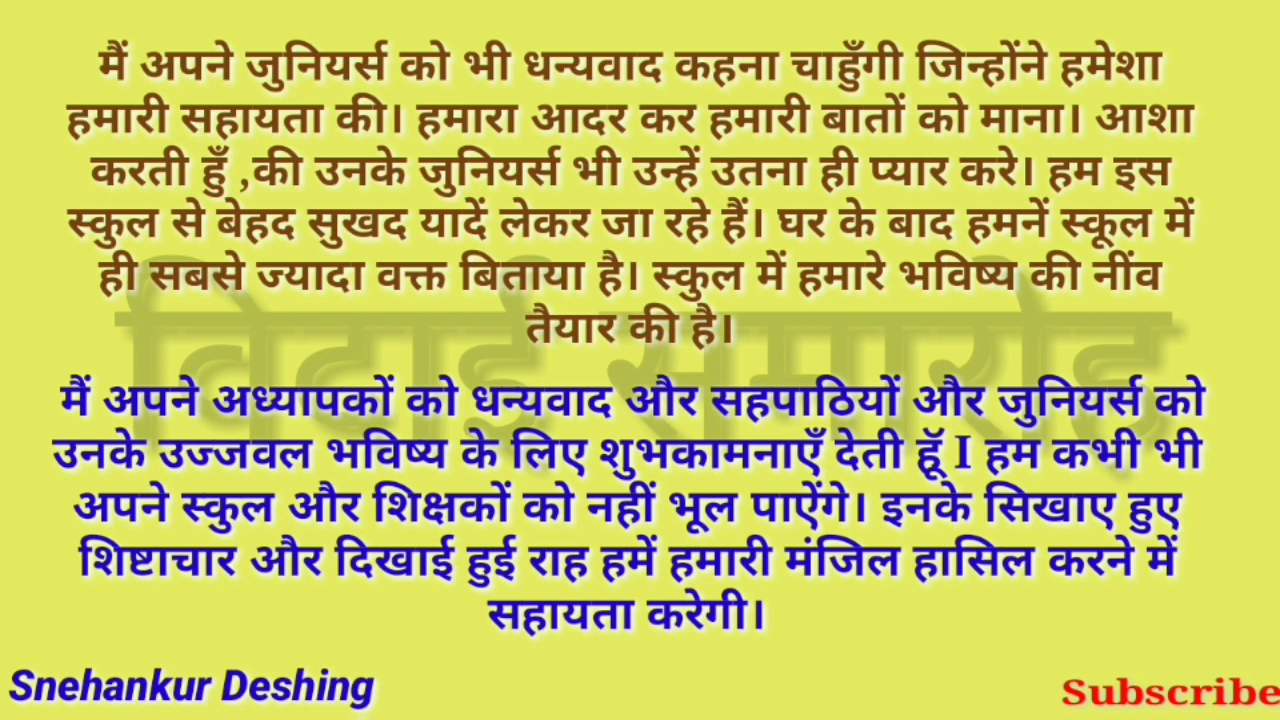 मैं अपने जुनियर्स को भी धन्यवाद कहना चाहुँगी जिन्होंने हमेशा
हमारी सहायता की। हमारा आदर कर हमारी बातों को माना। आशा
करती हुँ ,की उनके जुनियर्स भी उन्हें उतना ही प्यार करे। हम इस
स्कुल से बेहद सुखद यादें लेकर जा रहे हैं। घर के बाद हमनें स्कूल में
ही सबसे ज्यादा वक्त बिताया है। स्कुल में हमारे भविष्य की नींव
तैयार की है।
विदाई समारोह
मैं अपने अध्यापकों को धन्यवाद और सहपाठियों और जुनियर्स को
उनके उज्जवल भविष्य के लिए शुभकामनाएँ देती हूॅ I हम कभी भी
अपने स्कुल और शिक्षकों को नहीं भूल पाऐंगे। इनके सिखाए हुए
शिष्टाचार और दिखाई हुई राह हमें हमारी मंजिल हासिल करने में
सहायता करेगी।
Snehankur Deshing
Subscribe